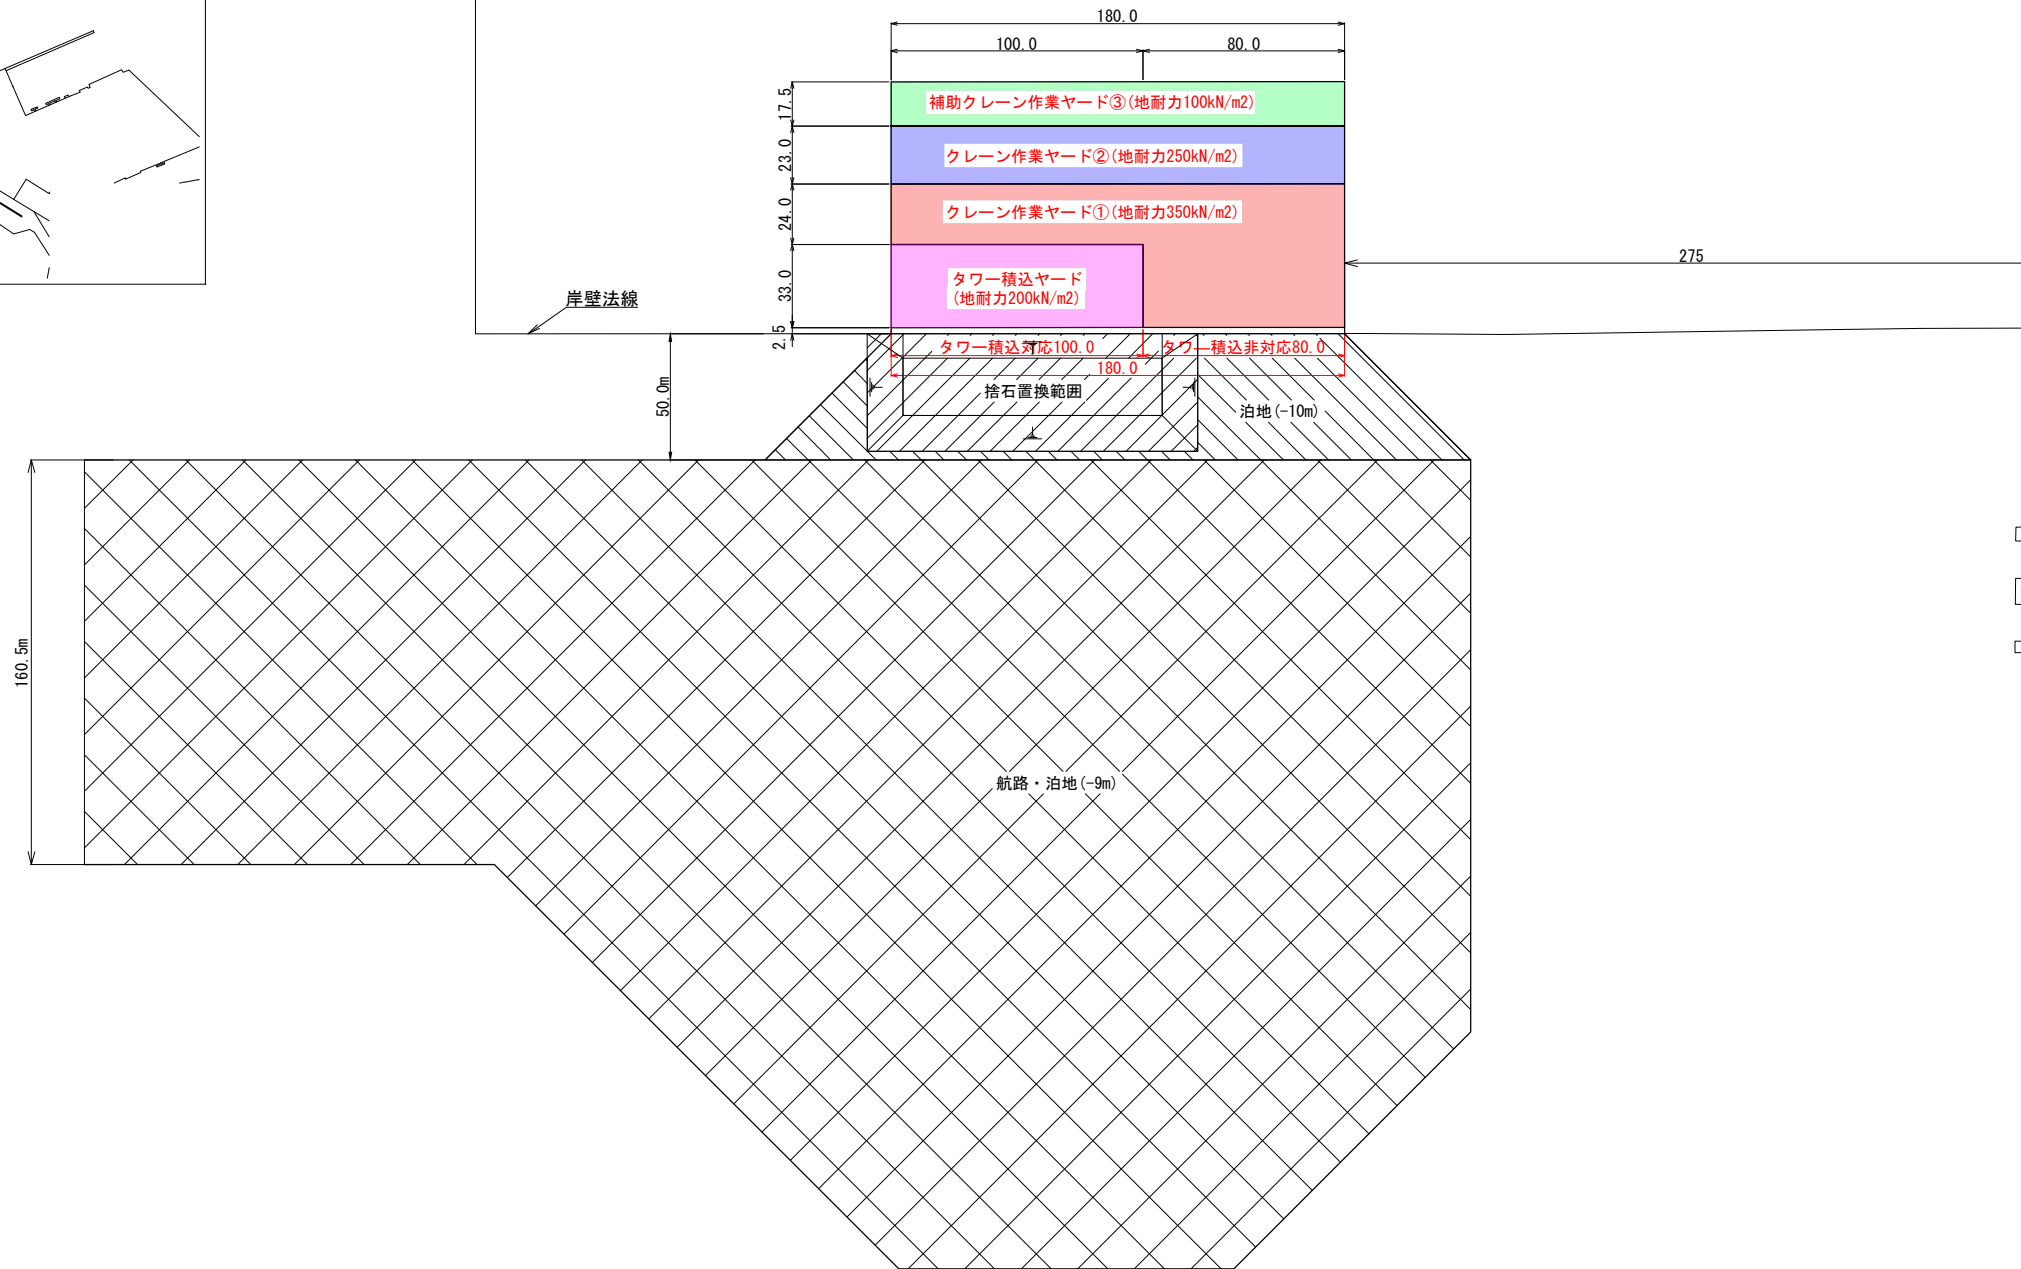 180.0
100.0
80.0
17.5
補助クレーン作業ヤード③(地耐力100kN/m2)
23.0
クレーン作業ヤード②(地耐力250kN/m2)
24.0
クレーン作業ヤード①(地耐力350kN/m2)
275
33.0
タワー積込ヤード
(地耐力200kN/m2)
岸壁法線
2.5
タワー積込対応100.0
タワー積込非対応80.0
180.0
50.0m
捨石置換範囲
泊地(-10m)
160.5m
航路・泊地(-9m)